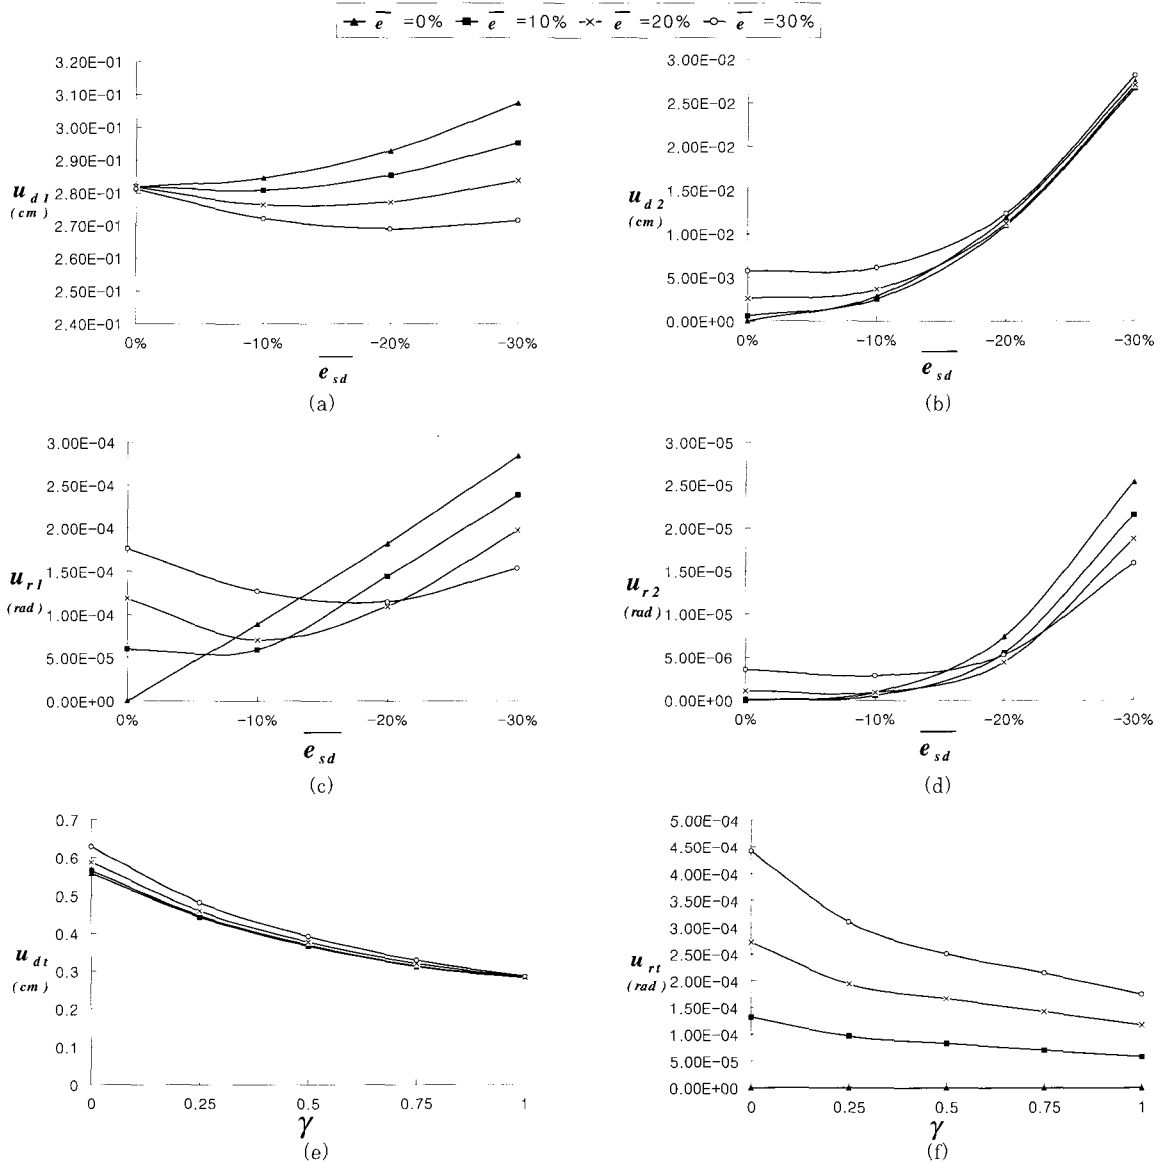 e =0% e =10% e =20% e =30%
3.20E-01
3.10E-01
3.00E-01
2.90E-01
2.80E-01
2.70E-01
2.60E-01
2.50E-01
2.40E-01
u d1
(cm)
0% -10% -20% -30%
e sd
(a)
3.00E-02
2.50E-02
2.00E-02
1.50E-02
1.00E-02
5.00E-03
0.00E+00
u d2
(cm)
0% -10% -20% -30%
e sd
(b)
3.00E-04
2.50E-04
2.00E-04
1.50E-04
1.00E-04
5.00E-05
0.00E+00
u r1
(rad)
0% -10% -20% -30%
e sd
(c)
3.00E-05
2.50E-05
2.00E-05
1.50E-05
1.00E-05
5.00E-06
0.00E+00
u r2
(rad)
0% -10% -20% -30%
e sd
(d)
0.7
0.6
0.5
0.4
0.3
0.2
0.1
0
u dt
(cm)
0 0.25 0.5 0.75 1
γ
(e)
5.00E-04
4.50E-04
4.00E-04
3.50E-04
3.00E-04
2.50E-04
2.00E-04
1.50E-04
1.00E-04
5.00E-05
0.00E+00
u rt
(rad)
0 0.25 0.5 0.75 1
γ
(f)